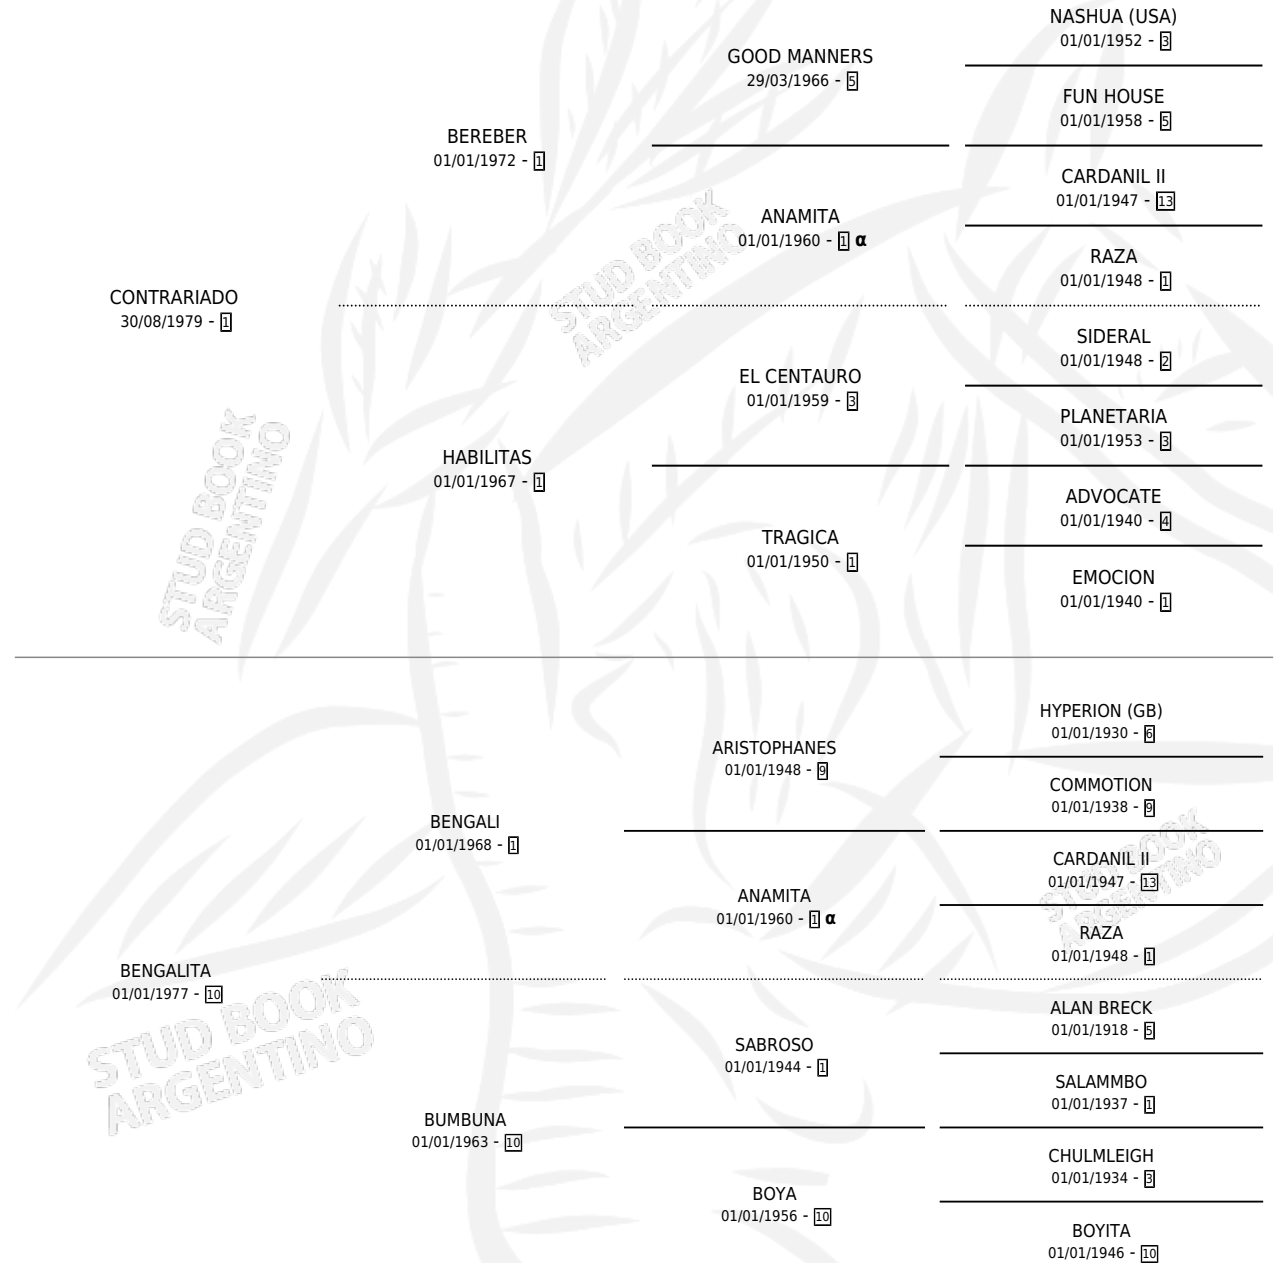 NASHUA (USA)
01/01/1952 - 3
GOOD MANNERS
29/03/1966 - 5
FUN HOUSE
01/01/1958 - 5
BEREBER
01/01/1972 - 1
CARDANIL II
01/01/1947 - 13
ANAMITA
01/01/1960 - 1 α
RAZA
01/01/1948 - 1
CONTRARIADO
30/08/1979 - 1
SIDERAL
01/01/1948 - 2
EL CENTAURO
01/01/1959 - 3
PLANETARIA
01/01/1953 - 3
HABILITAS
01/01/1967 - 1
ADVOCATE
01/01/1940 - 4
TRAGICA
01/01/1950 - 1
EMOCION
01/01/1940 - 1
HYPERION (GB)
01/01/1930 - 6
ARISTOPHANES
01/01/1948 - 9
COMMOTION
01/01/1938 - 9
BENGALI
01/01/1968 - 1
CARDANIL II
01/01/1947 - 13
ANAMITA
01/01/1960 - 1 α
RAZA
01/01/1948 - 1
BENGALITA
01/01/1977 - 10
ALAN BRECK
01/01/1918 - 5
SABROSO
01/01/1944 - 1
SALAMMBO
01/01/1937 - 1
BUMBUNA
01/01/1963 - 10
CHULMLEIGH
01/01/1934 - 3
BOYA
01/01/1956 - 10
BOYITA
01/01/1946 - 10
STUD BOOK
ARGENTINO
STUD BOOK
ARGENTINO
STUD BOOK
ARGENTINO
STUD BOOK
ARGENTINO